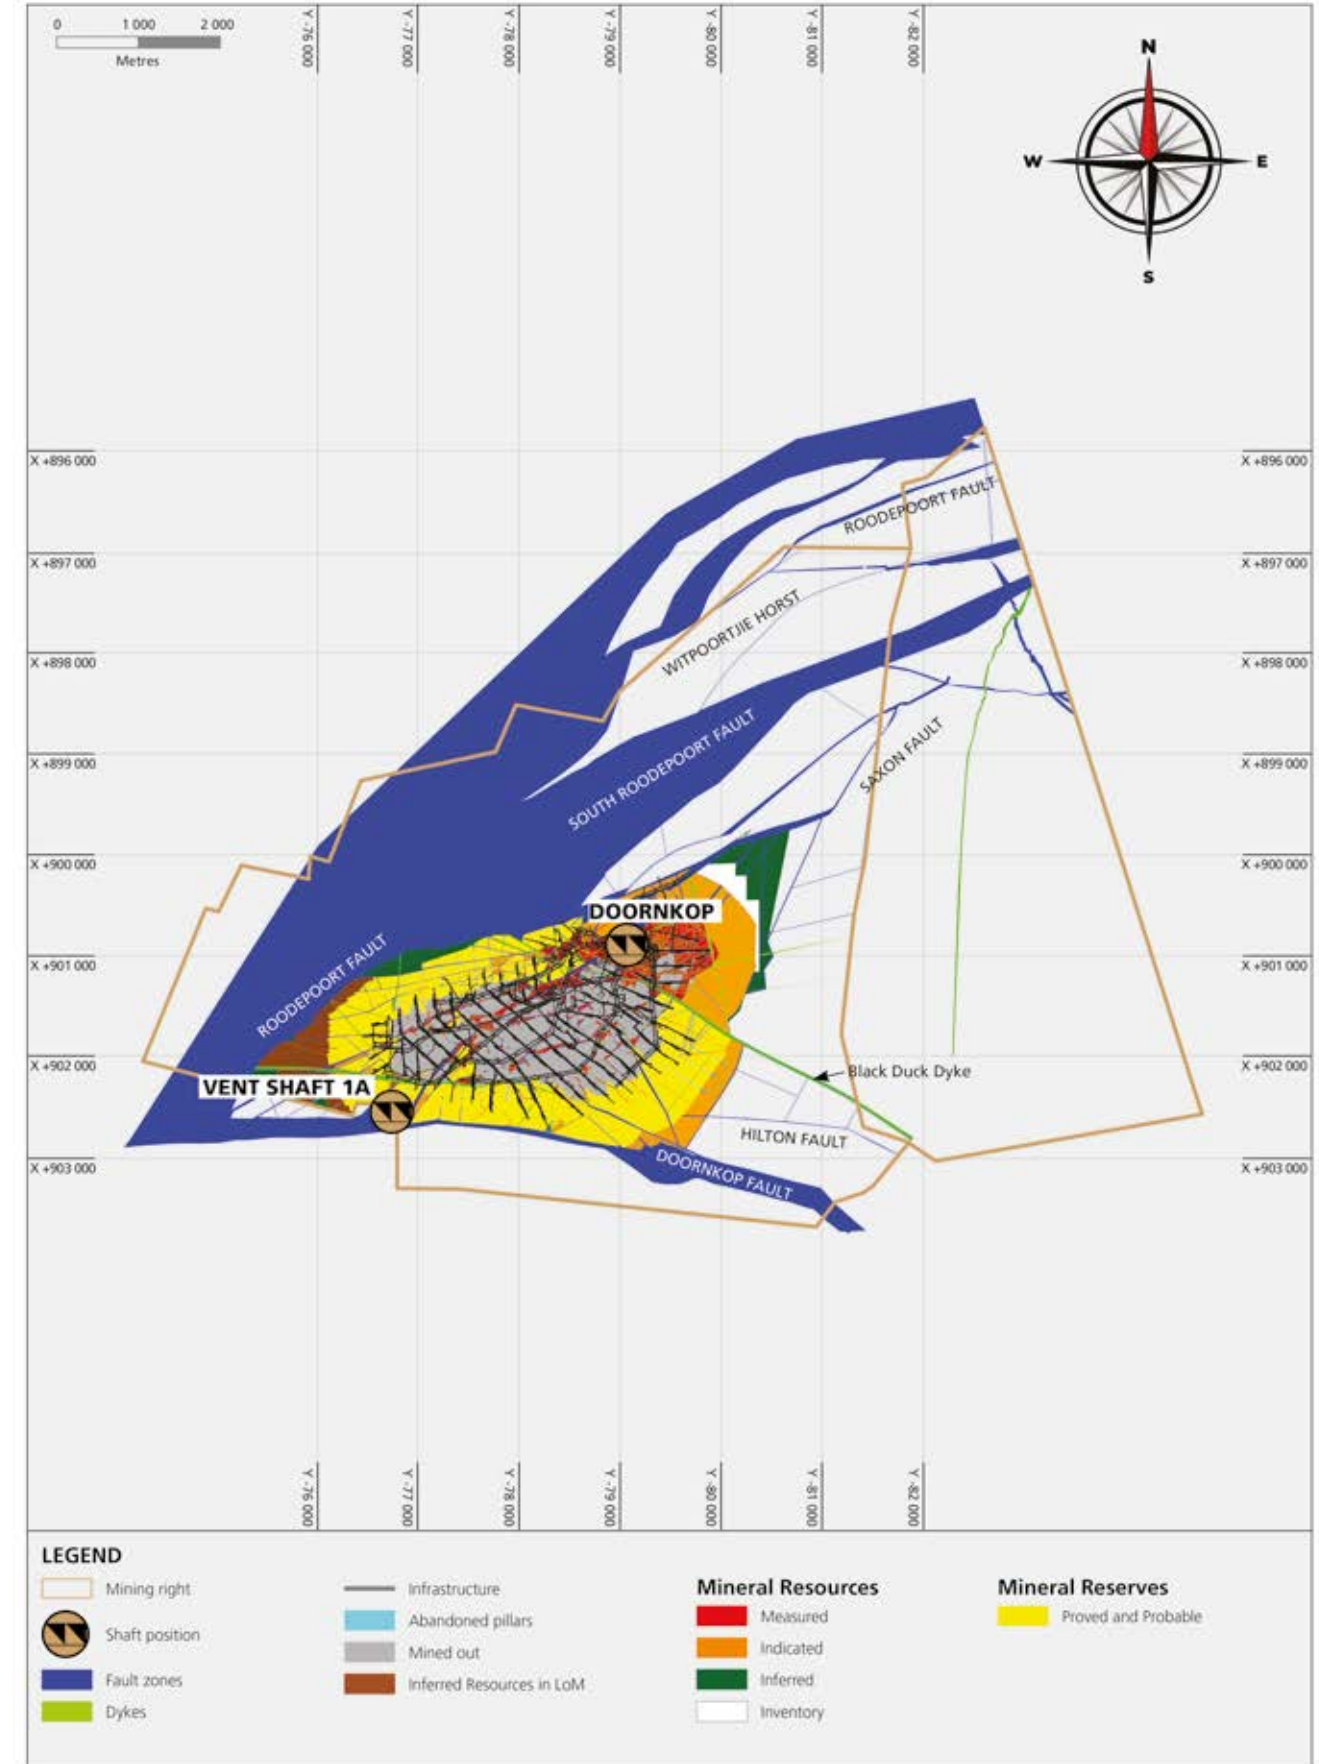 0 1 000 2 000
Metres
Y -76 000
Y -77 000
Y -78 000
Y -79 000
Y -80 000
Y -81 000
Y -82 000
N
W E
S
X +896 000 X +896 000
ROODEPOORT FAULT
X +897 000 X +897 000
WITPOORTJIE HORST
X +898 000 X +898 000
SOUTH ROODEPOORT FAULT
SAXON FAULT
X +899 000 X +899 000
X +900 000 X +900 000
DOORNKOP
X +901 000 X +901 000
ROODEPOORT FAULT
X +902 000 X +902 000
Black Duck Dyke
VENT SHAFT 1A
HILTON FAULT
DOORNKOP FAULT
X +903 000 X +903 000
Y -76 000
Y -77 000
Y -78 000
Y -79 000
Y -80 000
Y -81 000
Y -82 000
LEGEND
Mining right
Shaft position
Fault zones
Dykes
Infrastructure
Abandoned pillars
Mined out
Inferred Resources in LoM
Mineral Resources
Measured
Indicated
Inferred
Inventory
Mineral Reserves
Proved and Probable